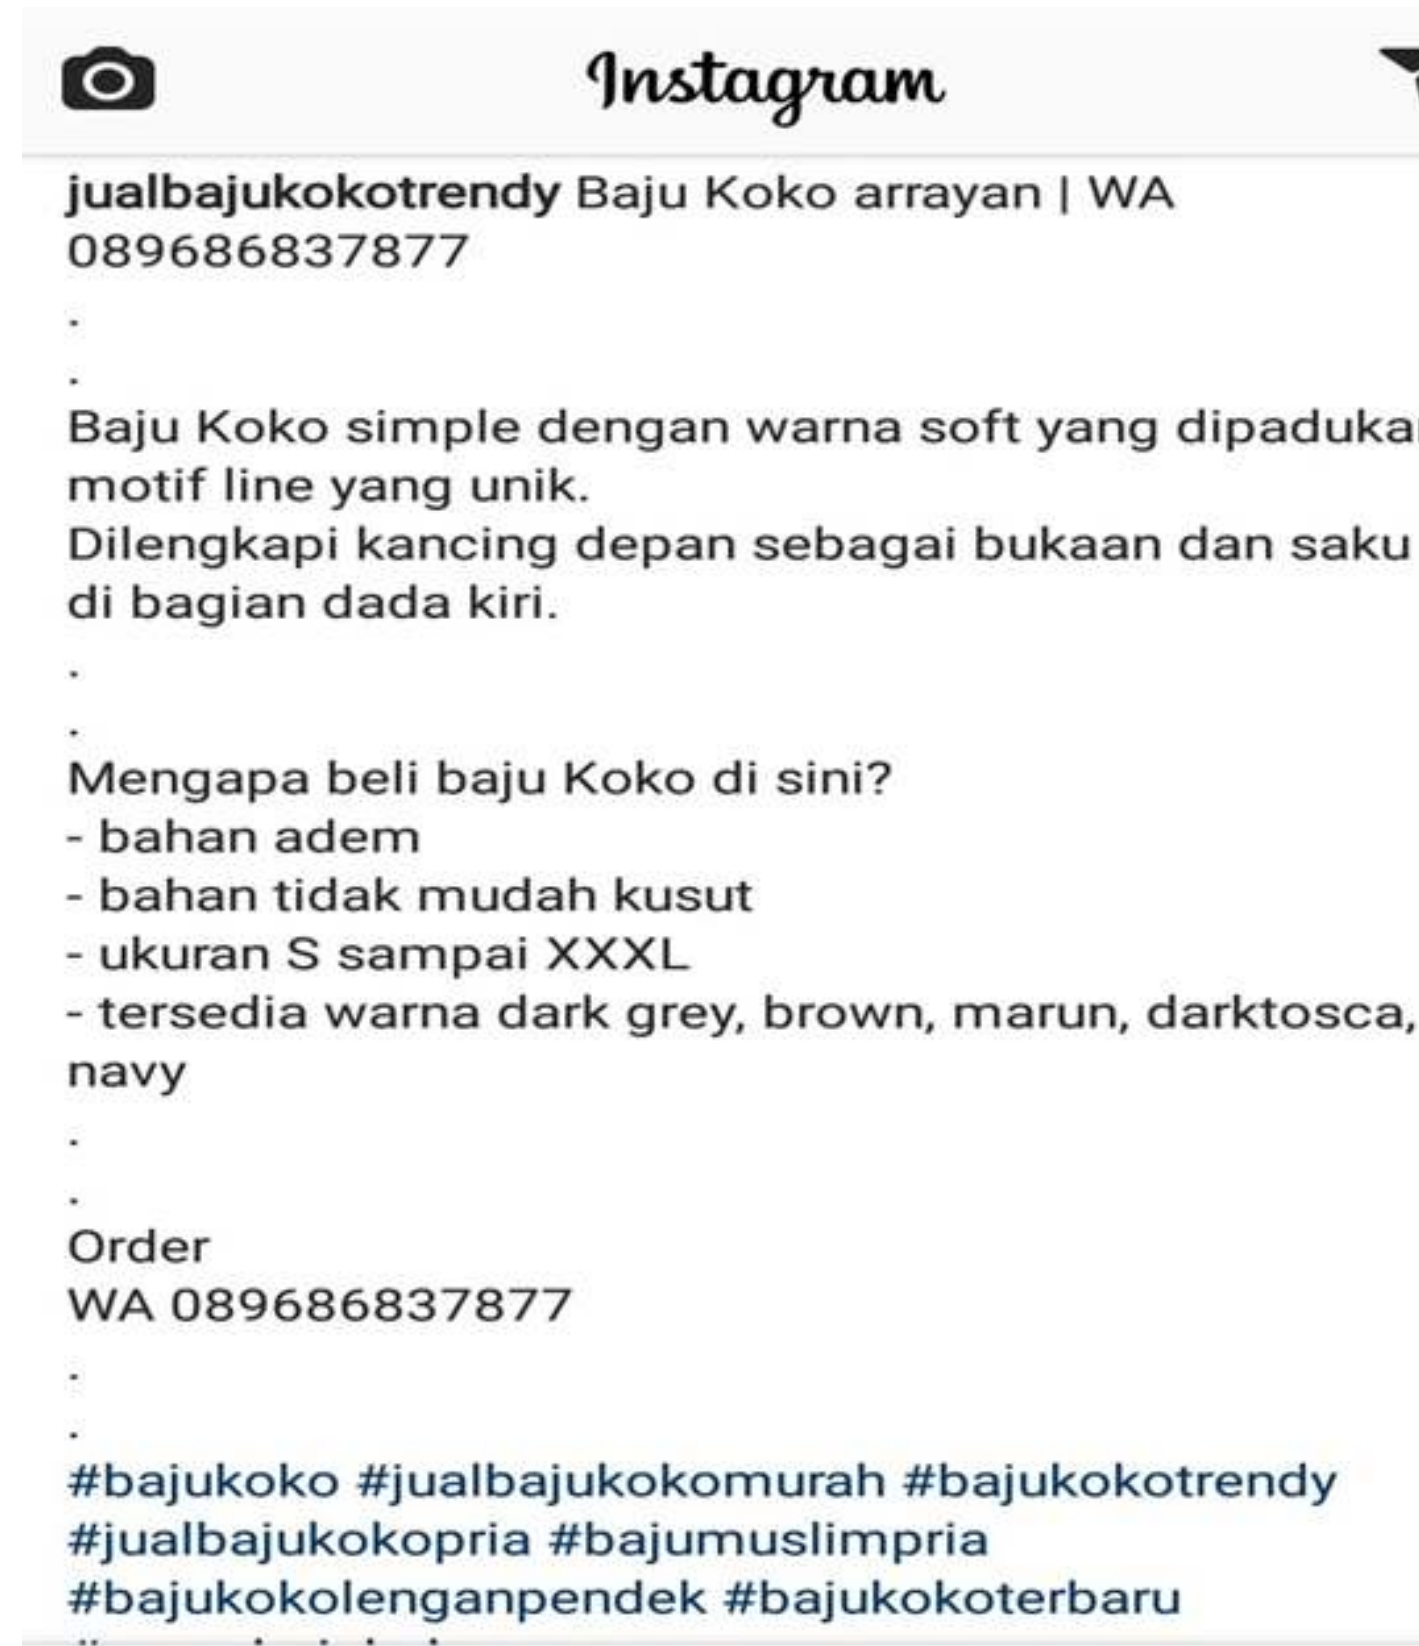 Instagram
jualbajukokotrendy Baju Koko arrayan | WA
089686837877
.
.
Baju Koko simple dengan warna soft yang
motif line yang unik.
Dilengkapi kancing depan sebagai bukaan dan saku
di bagian dada kiri.
.
.
Mengapa beli baju Koko di sini?
- bahan adem
- bahan tidak mudah kusut
- ukuran S sampai XXXL
- tersedia warna dark grey, brown, marun, darktosca,
navy
.
.
Order
WA 089686837877
.
.
#bajukoko #jualbajukokomurah #bajukokotrendy
#jualbajukokopria #bajumuslimpria
#bajukokolenganpendek #bajukokoterbaru